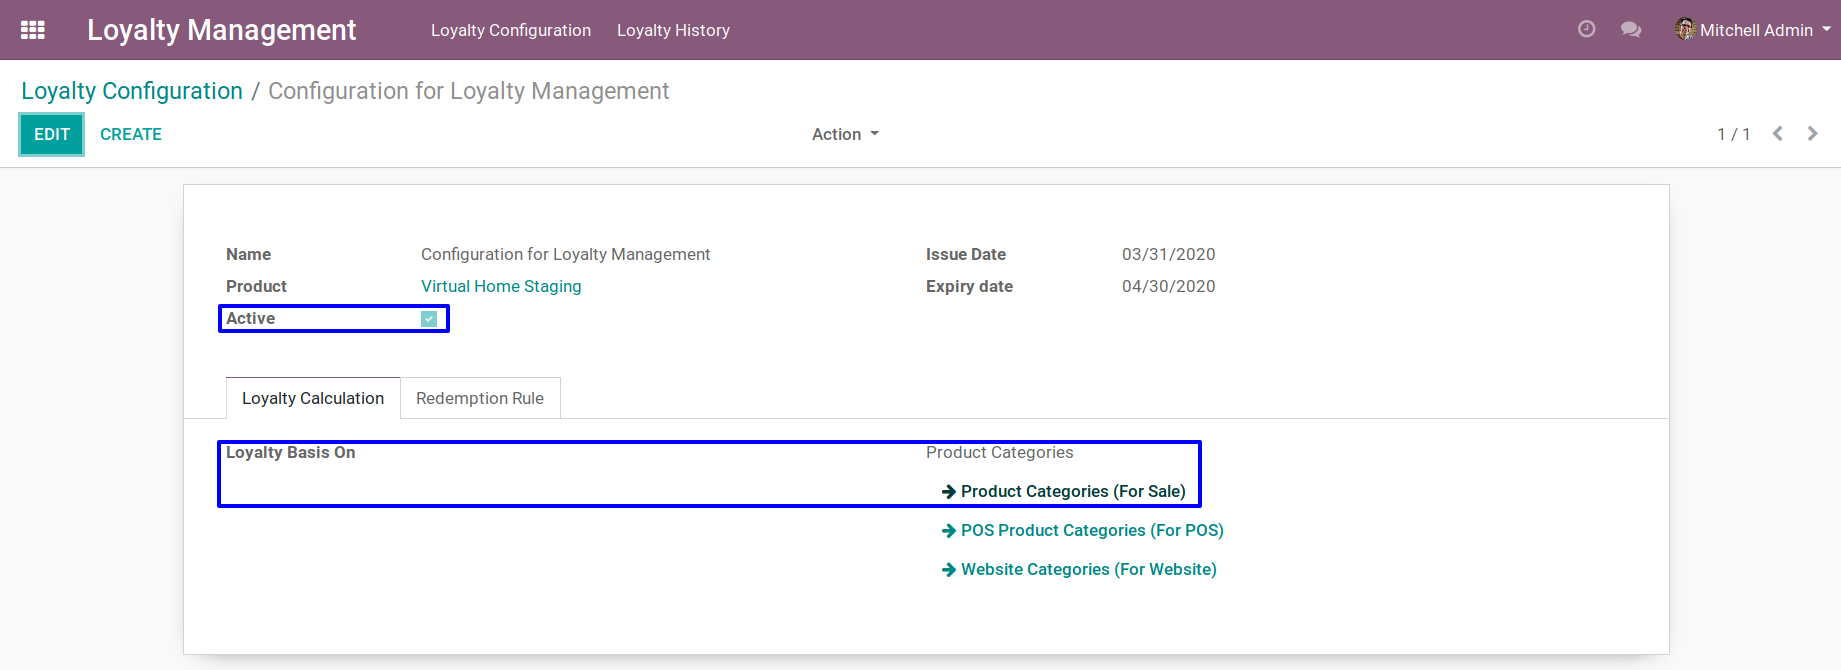 Loyalty Management Loyalty Configuration Loyalty History Mitchell Admin
Loyalty Configuration / Configuration for Loyalty Management
EDIT CREATE Action 1 / 1
Name Configuration for Loyalty Management Issue Date 03/31/2020
Product Virtual Home Staging Expiry date 04/30/2020
Active
Loyalty Calculation Redemption Rule
Loyalty Basis On Product Categories
Product Categories (For Sale)
POS Product Categories (For POS)
Website Categories (For Website)